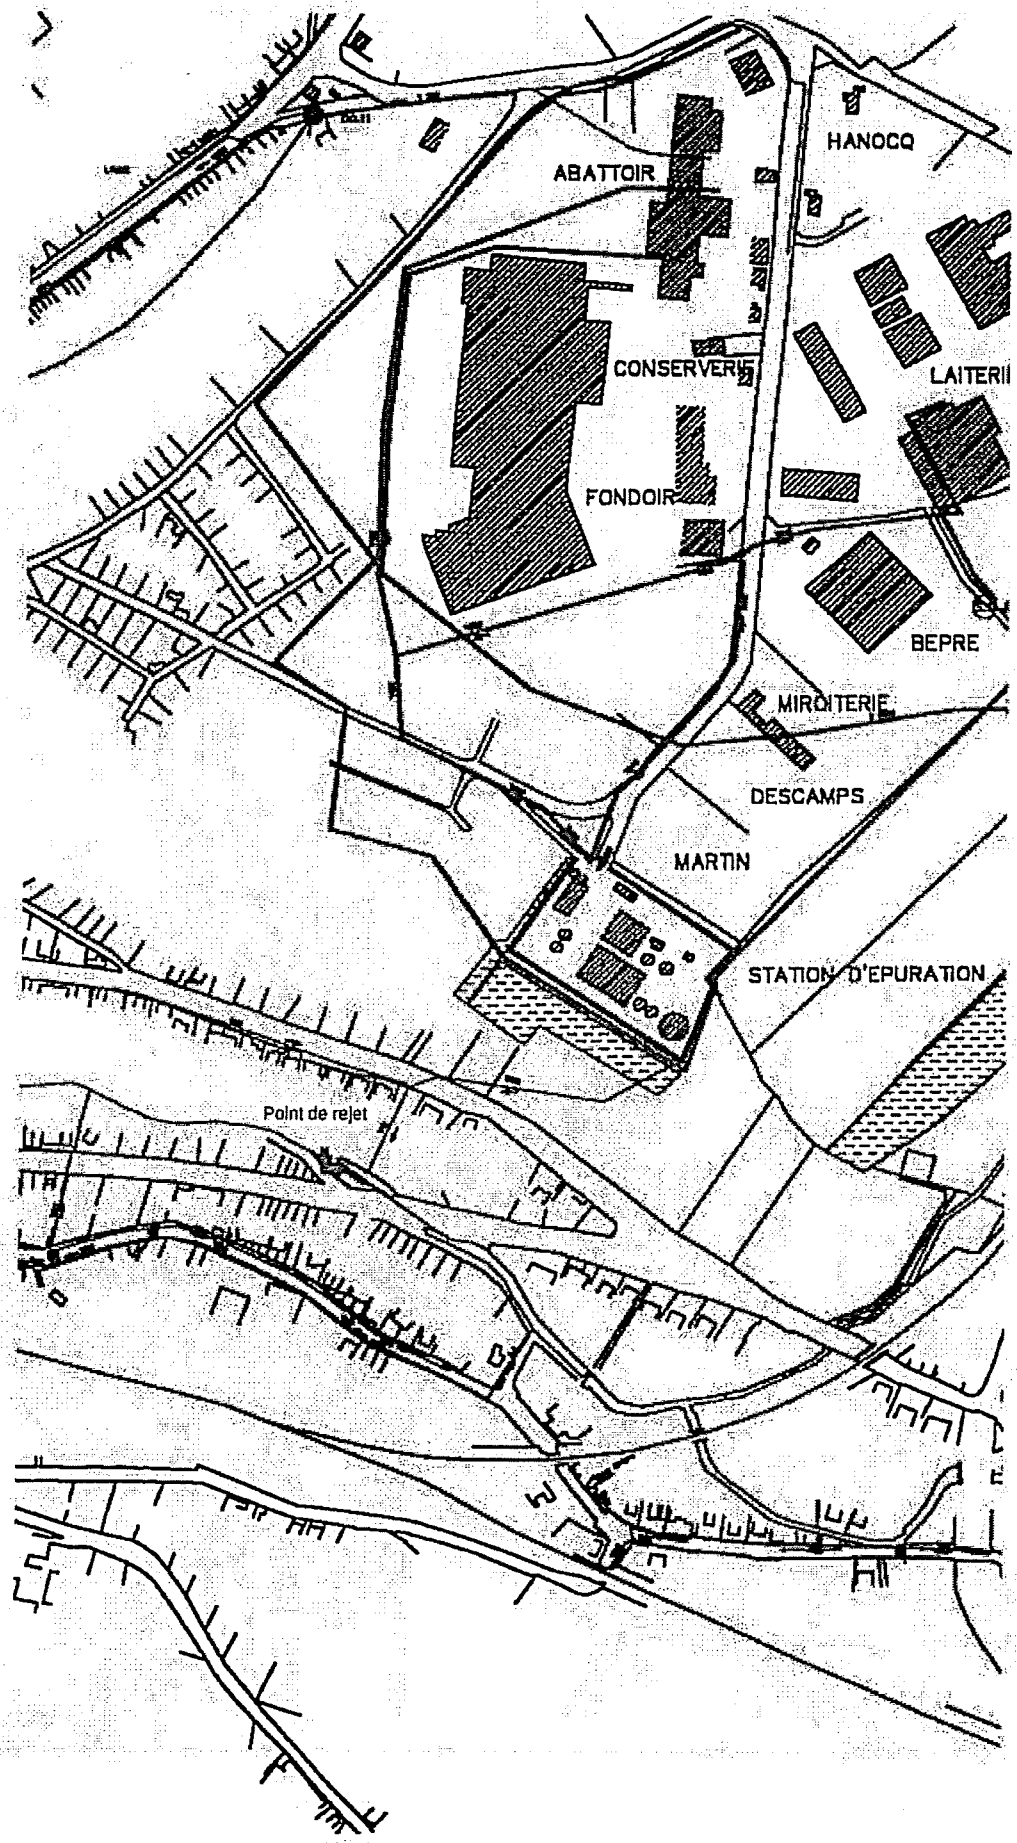 HANOCQ
ABATTOIR
CONSERVERIE
LAITERI
FONDOIR
BEPRE
MIROITERIE
DESCAMPS
MARTIN
STATION D'EPURATION
Point de rejet